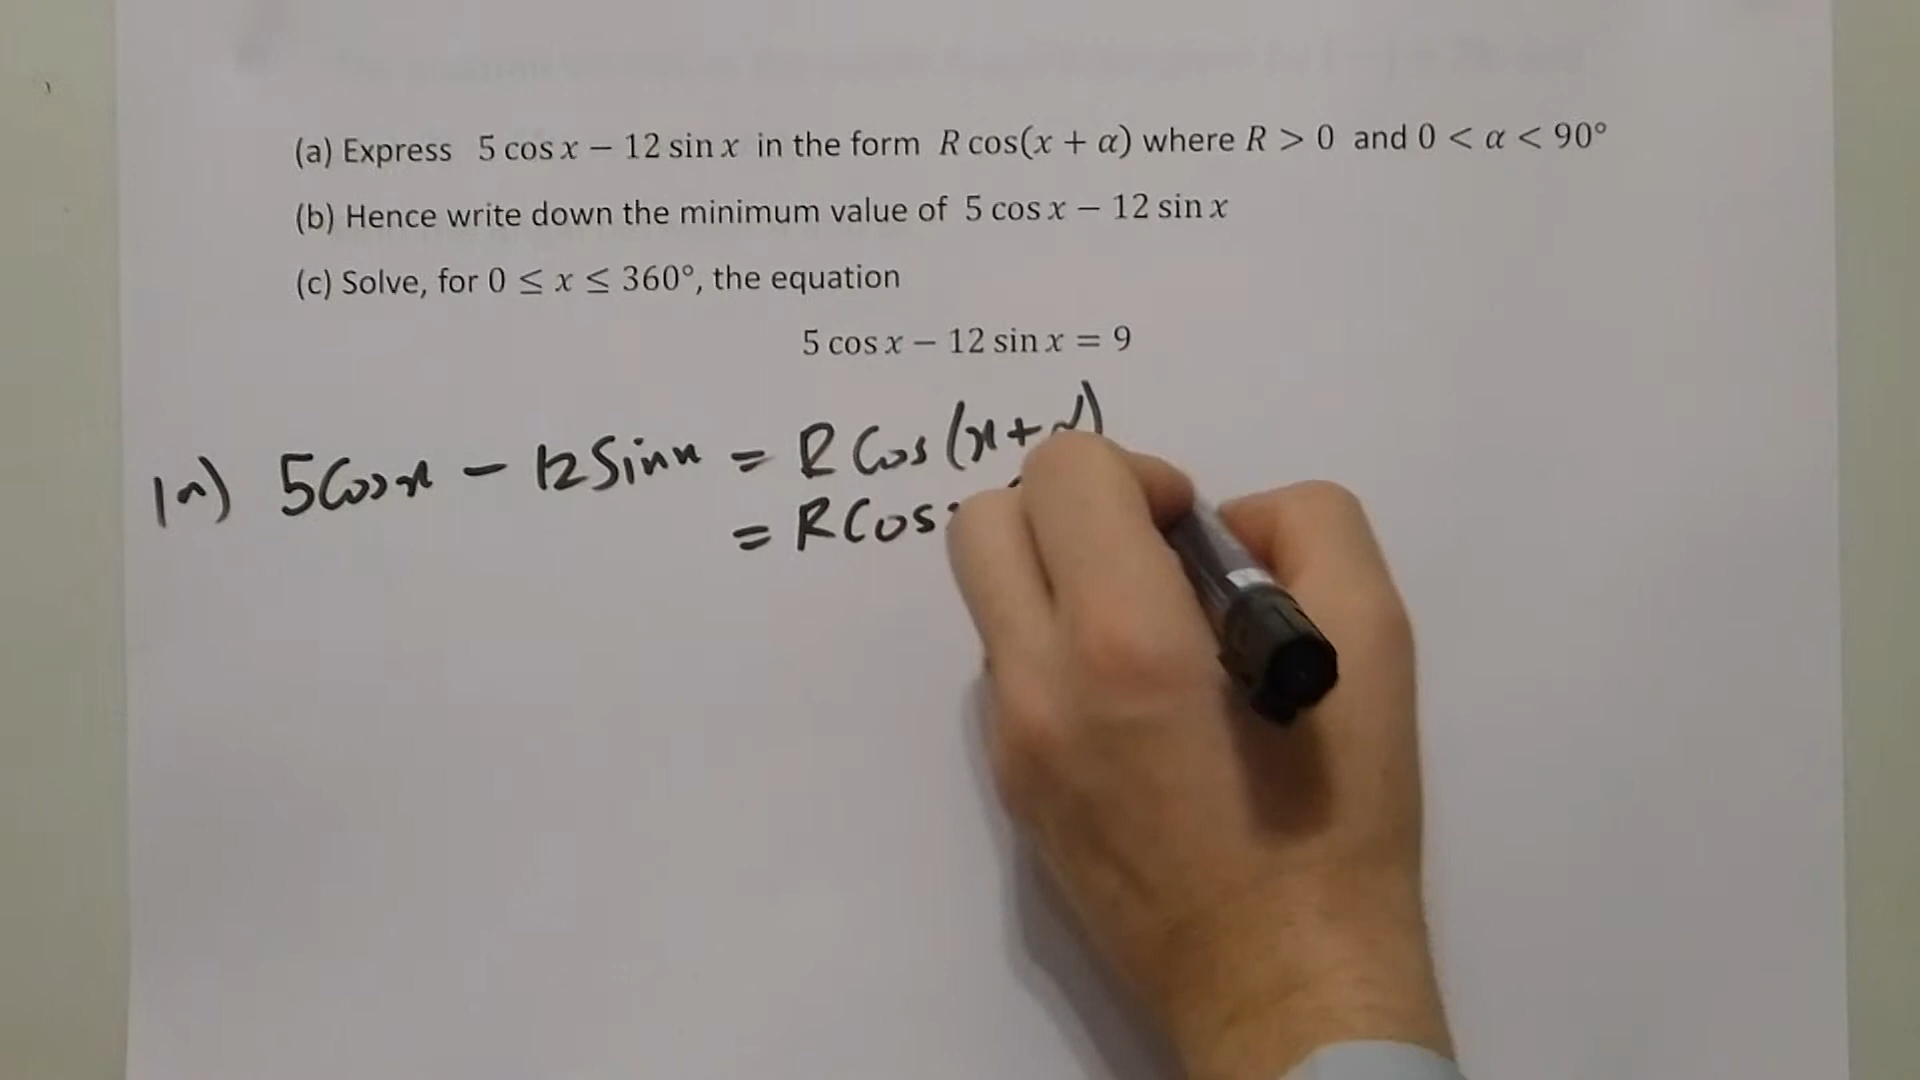 (a) Express 5 cos x − 12 sin x in the form R cos(x + α) where R > 0 and 0 < α < 90°
(b) Hence write down the minimum value of 5 cos x − 12 sin x
(c) Solve, for 0 ≤ x ≤ 360°, the equation
5 cos x − 12 sin x = 9
1a) 5Cosx − 12Sinx = R Cos (x+α)
= RCos